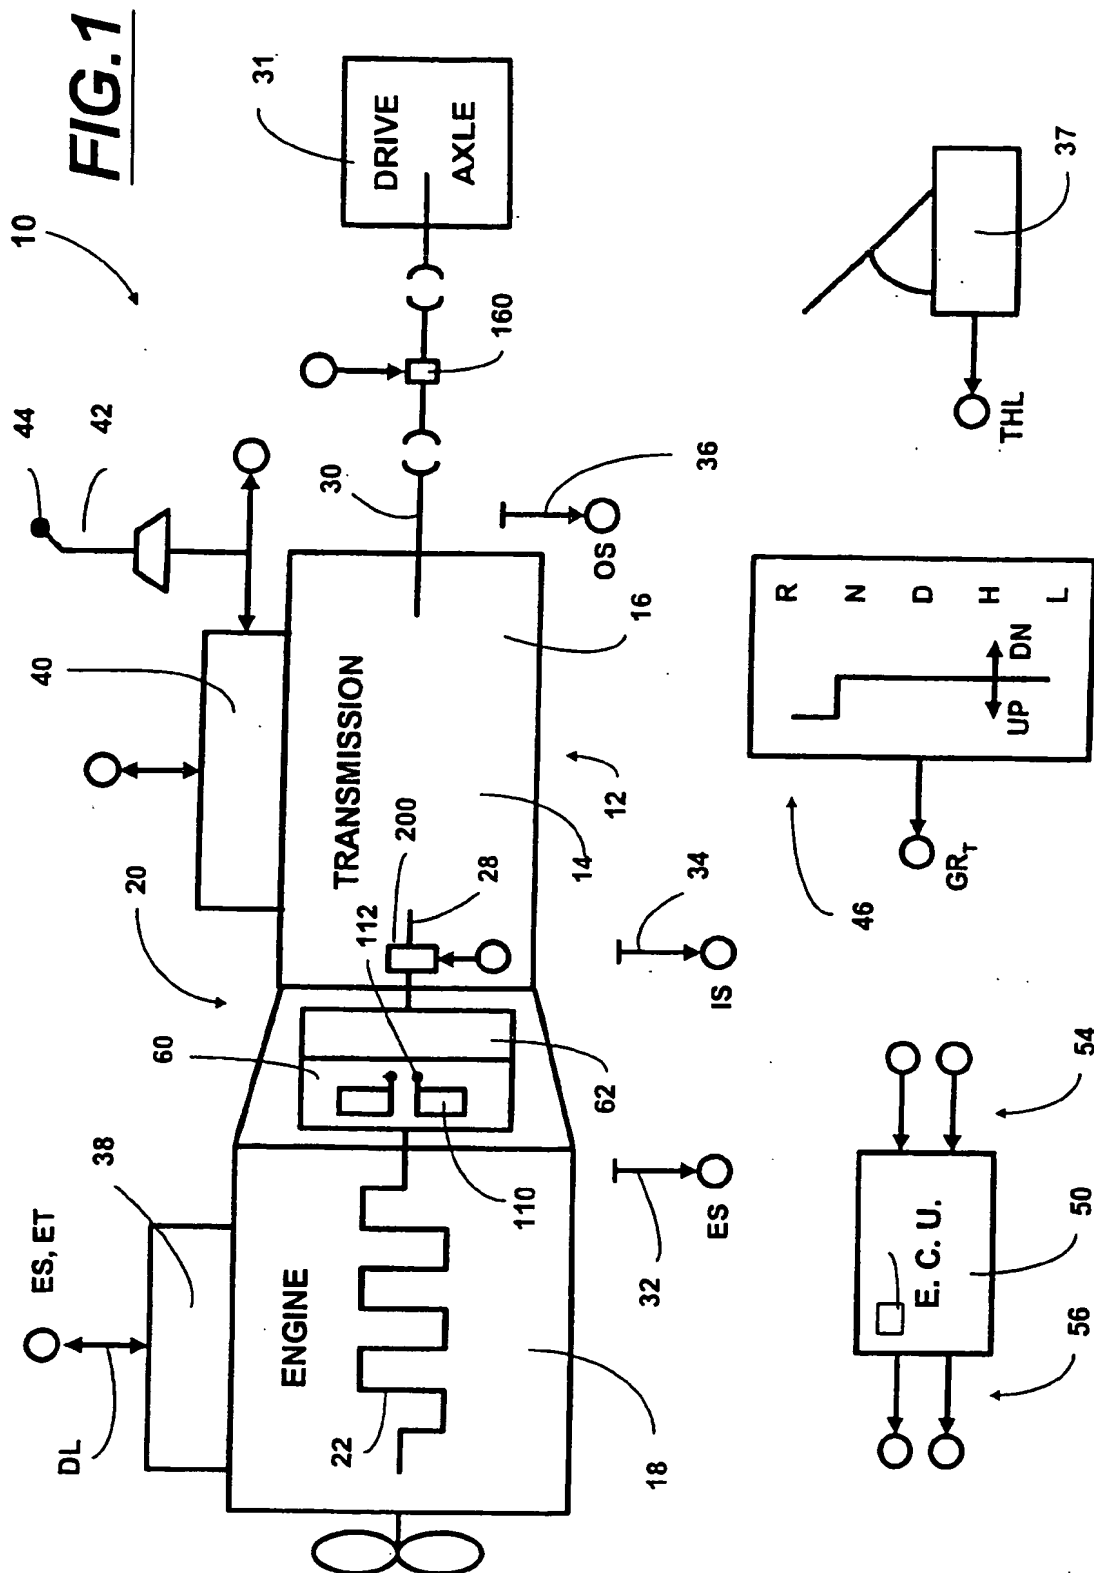 FIG.1
10
44
42
31
DRIVE
AXLE
160
30
36
OS
40
20
TRANSMISSION
16
14
12
200
112
28
34
IS
60
62
38
ES, ET
DL
ENGINE
22
18
110
32
ES
37
THL
R
N
D
H
L
UP
DN
46
GRT
54
E. C. U.
50
56